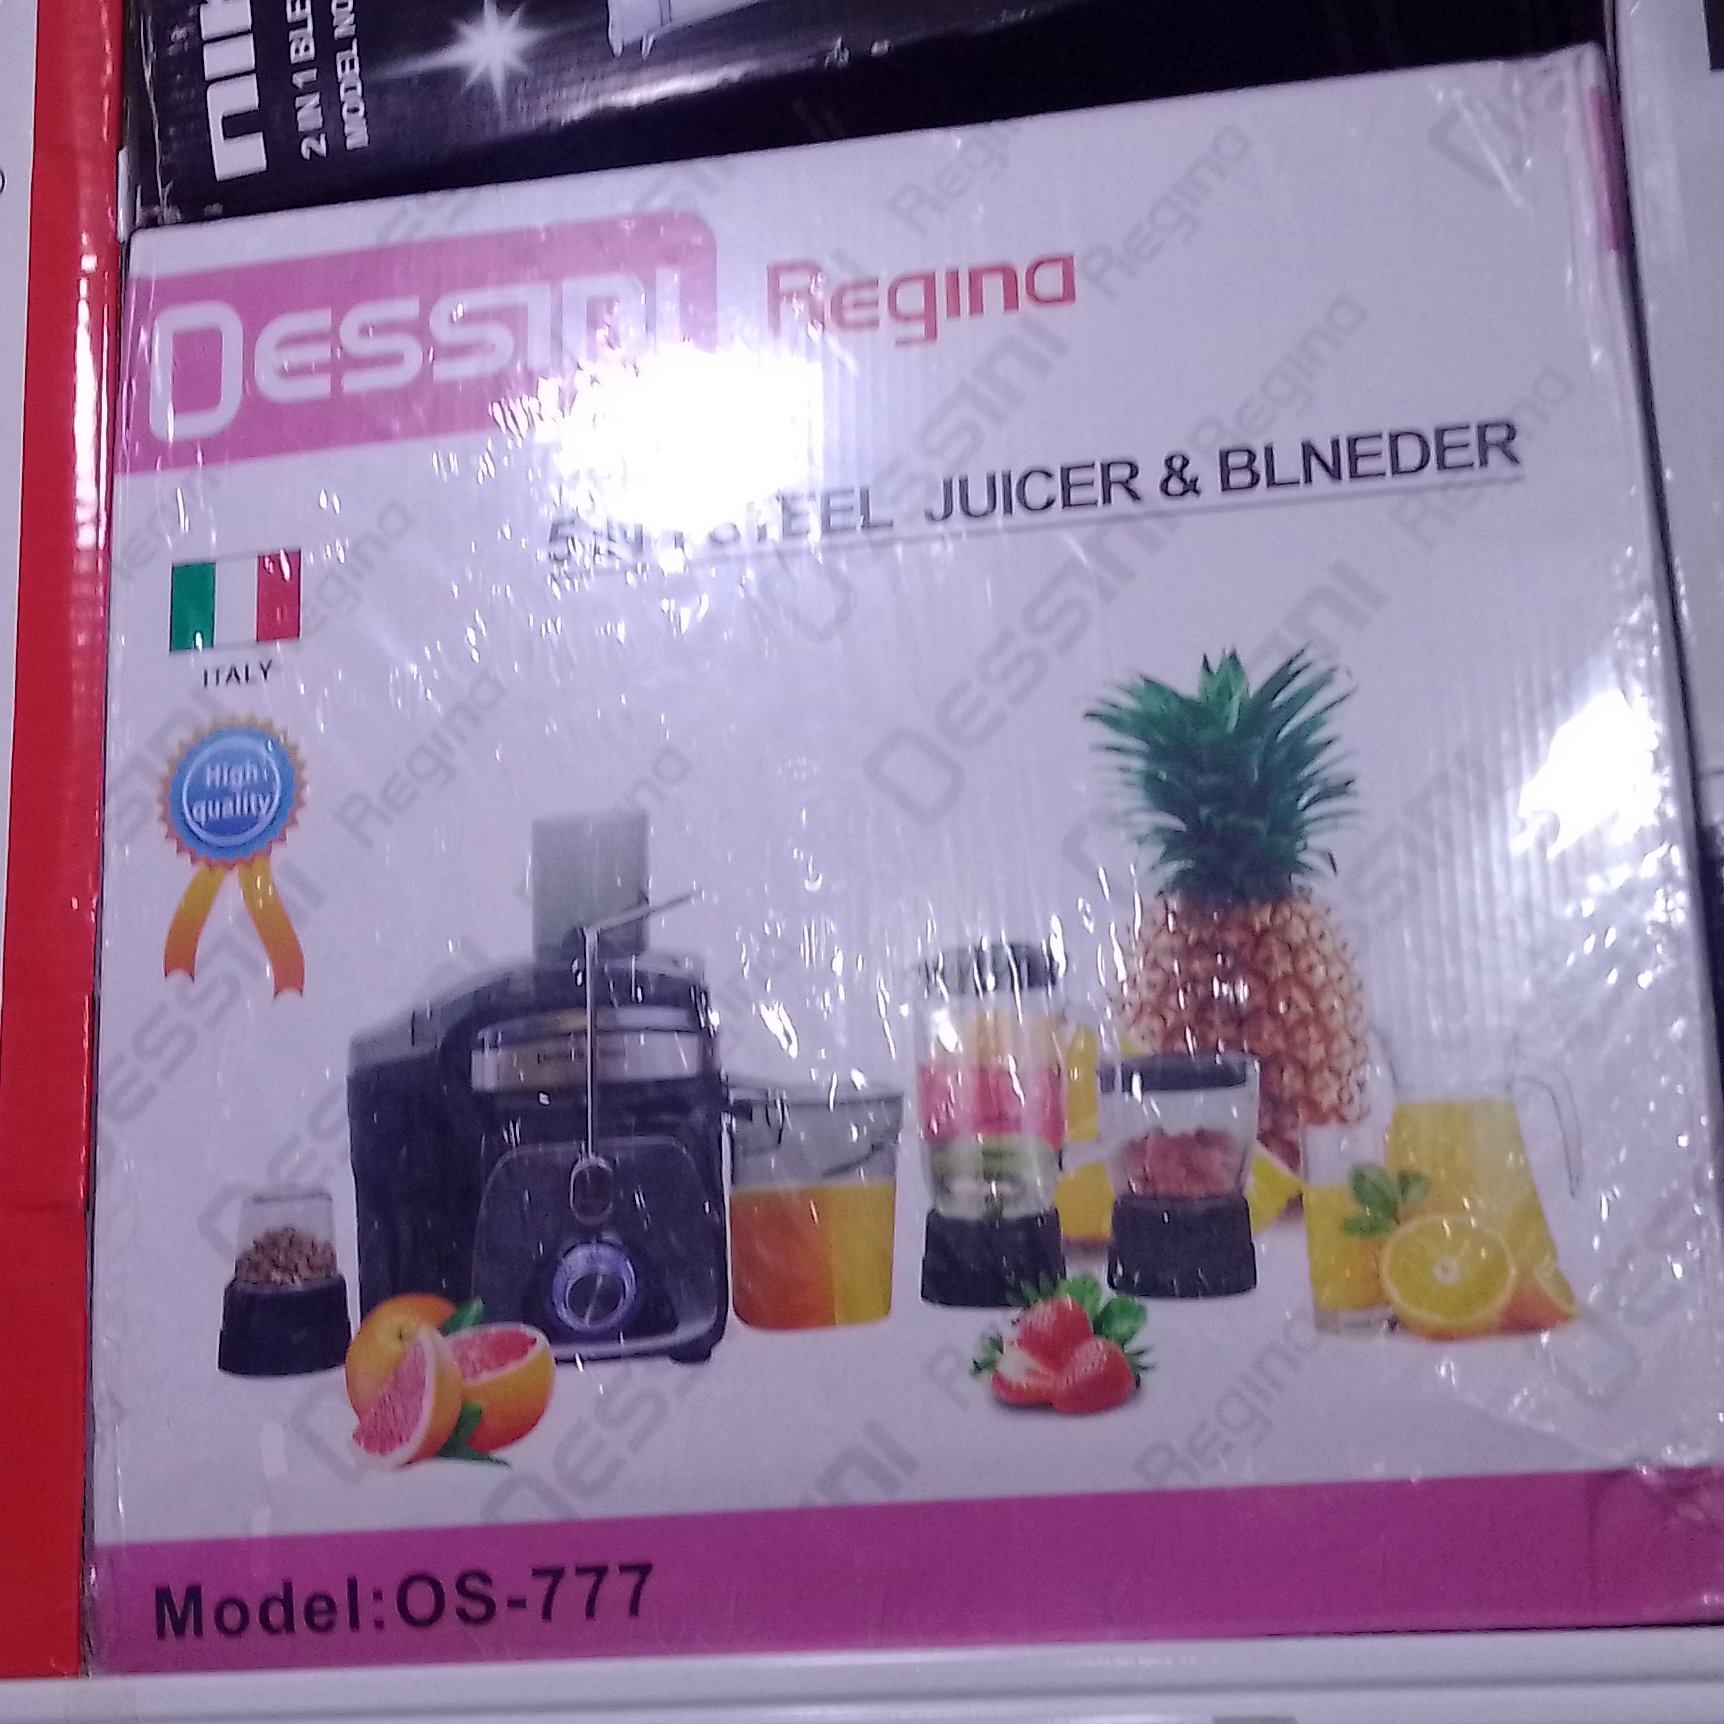 2 IN 1 BLE
MODEL NO
DESSINI Regina
5 IN 1 STEEL JUICER & BLNEDER
ITALY
High
quality
Model:OS-777